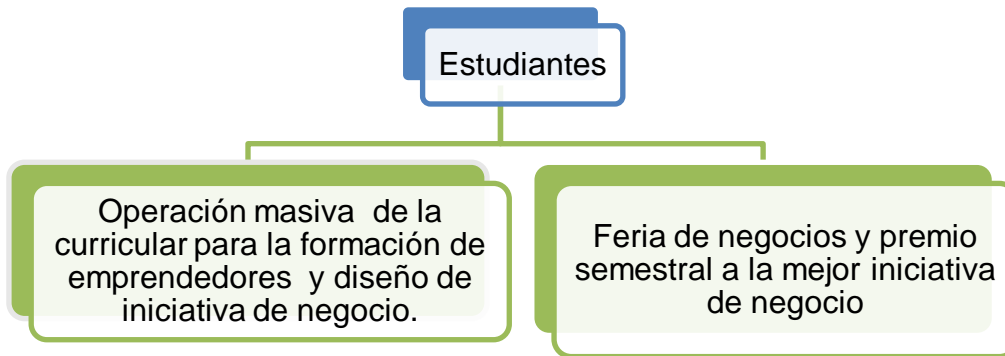 Estudiantes
Operación masiva de la
curricular para la formación de
emprendedores y diseño de
iniciativa de negocio.
Feria de negocios y premio
semestral a la mejor iniciativa
de negocio